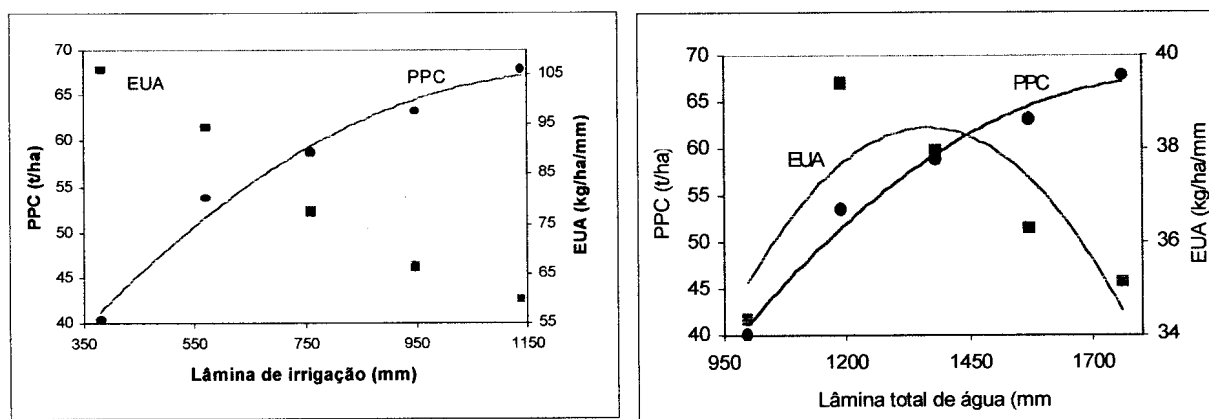 70
65
60
55
50
45
40
PPC (t/ha)
EUA
PPC
105
95
85
75
65
55
EUA (kg/ha/mm)
350 550 750 950 1150
Lâmina de irrigação (mm)
70
65
60
55
50
45
40
PPC (t/ha)
EUA
PPC
40
38
36
34
EUA (kg/ha/mm)
950 1200 1450 1700
Lâmina total de água (mm